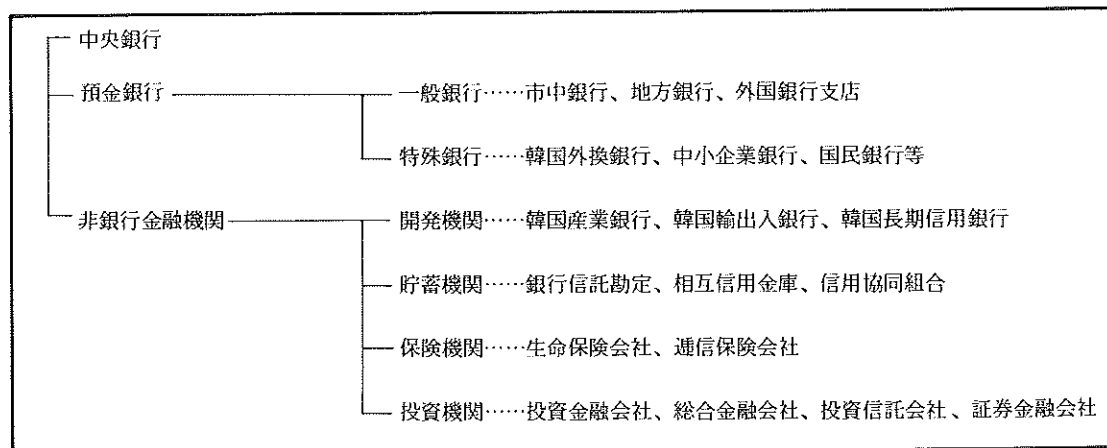 中央銀行
預金銀行 一般銀行……市中銀行、地方銀行、外国銀行支店
特殊銀行……韓国外換銀行、中小企業銀行、国民銀行等
非銀行金融機関 開発機関……韓国産業銀行、韓国輸出入銀行、韓国長期信用銀行
貯蓄機関……銀行信託勘定、相互信用金庫、信用協同組合
保険機関……生命保険会社、逓信保険会社
投資機関……投資金融会社、総合金融会社、投資信託会社、証券金融会社